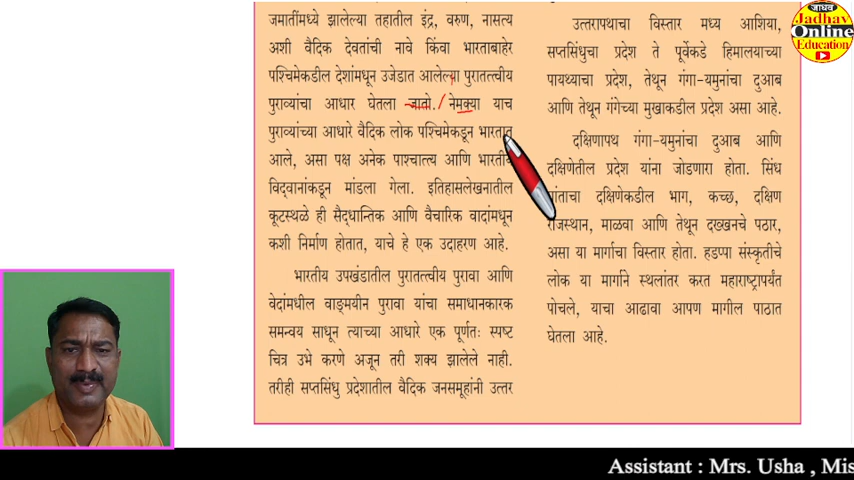 जमातींमध्ये झालेल्या तहातील इंद्र, वरुण, नासत्य
अशी वैदिक देवतांची नावे किंवा भारताबाहेर
पश्चिमेकडील देशांमधून उजेडात आलेल्या पुरातत्त्वीय
पुराव्यांचा आधार घेतला जातो. नेमक्या याच
पुराव्यांच्या आधारे वैदिक लोक पश्चिमेकडून भारतात
आले, असा पक्ष अनेक पाश्चात्त्य आणि भारतीय
विद्वानांकडून मांडला गेला. इतिहासलेखनातील
कूटस्थळे ही सैद्धान्तिक आणि वैचारिक वादांमधून
कशी निर्माण होतात, याचे हे एक उदाहरण आहे.
भारतीय उपखंडातील पुरातत्त्वीय पुरावा आणि
वेदांमधील वाङ्मयीन पुरावा यांचा समाधानकारक
समन्वय साधून त्याच्या आधारे एक पूर्णतः स्पष्ट
चित्र उभे करणे अजून तरी शक्य झालेले नाही.
तरीही सप्तसिंधु प्रदेशातील वैदिक जनसमूहांनी उत्तर
उत्तरापथाचा विस्तार मध्य आशिया,
सप्तसिंधुचा प्रदेश ते पूर्वेकडे हिमालयाच्या
पायथ्याचा प्रदेश, तेथून गंगा-यमुनांचा दुआब
आणि तेथून गंगेच्या मुखाकडील प्रदेश असा आहे.
दक्षिणापथ गंगा-यमुनांचा दुआब आणि
दक्षिणेतील प्रदेश यांना जोडणारा होता. सिंध
प्रांताचा दक्षिणेकडील भाग, कच्छ, दक्षिण
राजस्थान, माळवा आणि तेथून दख्खनचे पठार,
असा या मार्गाचा विस्तार होता. हडप्पा संस्कृतीचे
लोक या मार्गाने स्थलांतर करत महाराष्ट्रापर्यंत
पोचले, याचा आढावा आपण मागील पाठात
घेतला आहे.
जाधव
Jadhav
Online
Education
Assistant : Mrs. Usha , Mis